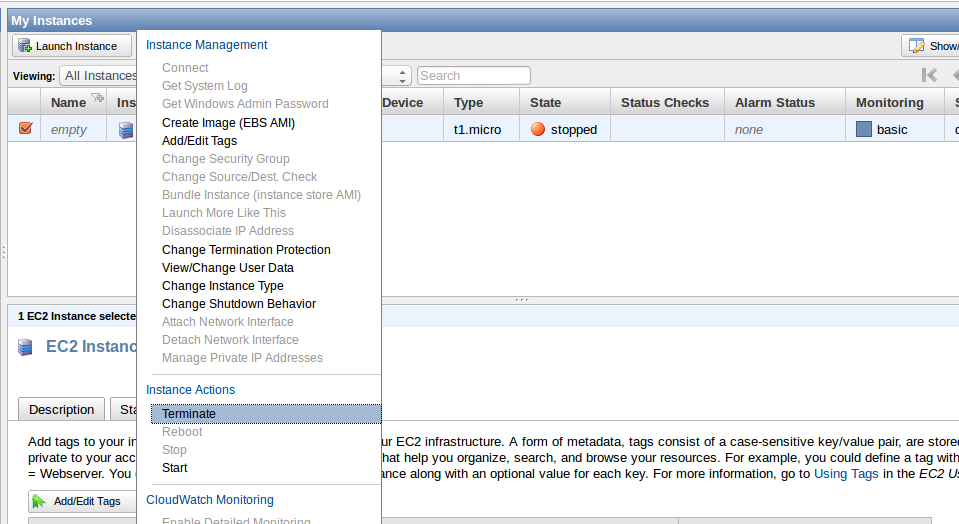 My Instances
Launch Instance
Show/
Viewing: All Instances
Search
Name Ins Device Type State Status Checks Alarm Status Monitoring S
empty t1.micro stopped none basic
Instance Management
Connect
Get System Log
Get Windows Admin Password
Create Image (EBS AMI)
Add/Edit Tags
Change Security Group
Change Source/Dest. Check
Bundle Instance (instance store AMI)
Launch More Like This
Disassociate IP Address
Change Termination Protection
View/Change User Data
Change Instance Type
Change Shutdown Behavior
Attach Network Interface
Detach Network Interface
Manage Private IP Addresses
Instance Actions
Terminate
Reboot
Stop
Start
CloudWatch Monitoring
Enable Detailed Monitoring
1 EC2 Instance selecte
EC2 Instanc
Description Sta
Add tags to your in ur EC2 infrastructure. A form of metadata, tags consist of a case-sensitive key/value pair, are store
private to your acc hat help you organize, search, and browse your resources. For example, you could define a tag with
= Webserver. You ance along with an optional value for each key. For more information, go to Using Tags in the EC2 Us
Add/Edit Tags